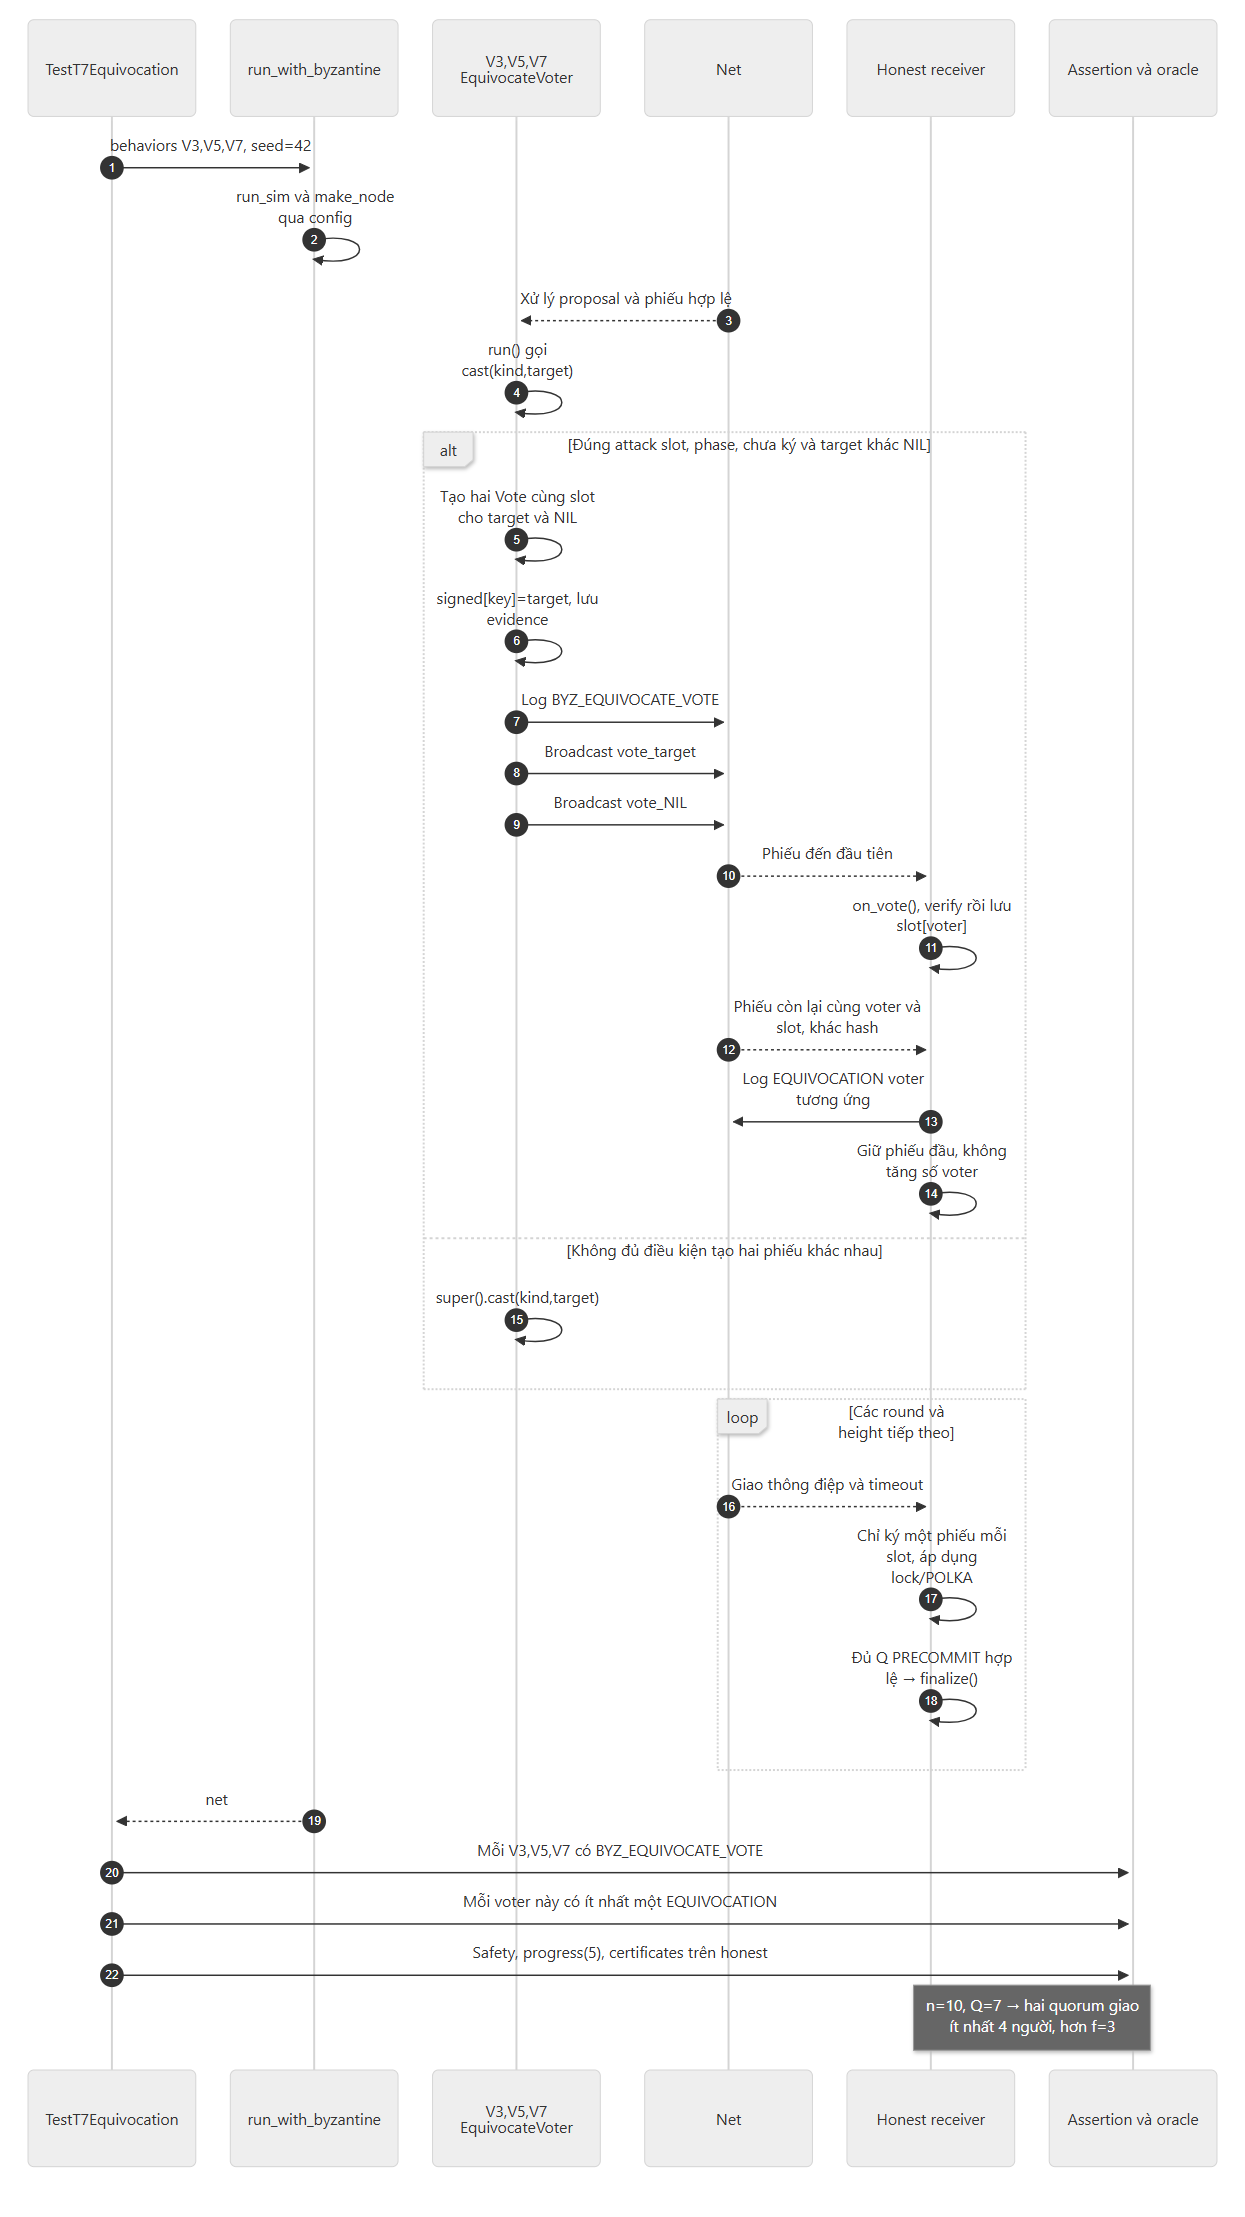 TestT7Equivocation
run_with_byzantine
V3,V5,V7
EquivocateVoter
Net
Honest receiver
Assertion và oracle
behaviors V3,V5,V7, seed=42
1
run_sim và make_node
qua config
2
Xử lý proposal và phiếu hợp lệ
3
run() gọi
cast(kind,target)
4
alt
[Đúng attack slot, phase, chưa ký và target khác NIL]
Tạo hai Vote cùng slot
cho target và NIL
5
signed[key]=target, lưu
evidence
6
Log BYZ_EQUIVOCATE_VOTE
7
Broadcast vote_target
8
Broadcast vote_NIL
9
Phiếu đến đầu tiên
10
on_vote(), verify rồi lưu
slot[voter]
11
Phiếu còn lại cùng voter và
slot, khác hash
12
Log EQUIVOCATION voter
tương ứng
13
Giữ phiếu đầu, không
tăng số voter
14
[Không đủ điều kiện tạo hai phiếu khác nhau]
super().cast(kind,target)
15
loop
[Các round và
height tiếp theo]
Giao thông điệp và timeout
16
Chỉ ký một phiếu mỗi
slot, áp dụng
lock/POLKA
17
Đủ Q PRECOMMIT hợp
lệ → finalize()
18
net
19
Mỗi V3,V5,V7 có BYZ_EQUIVOCATE_VOTE
20
Mỗi voter này có ít nhất một EQUIVOCATION
21
Safety, progress(5), certificates trên honest
22
n=10, Q=7 → hai quorum giao
ít nhất 4 người, hơn f=3
TestT7Equivocation
run_with_byzantine
V3,V5,V7
EquivocateVoter
Net
Honest receiver
Assertion và oracle